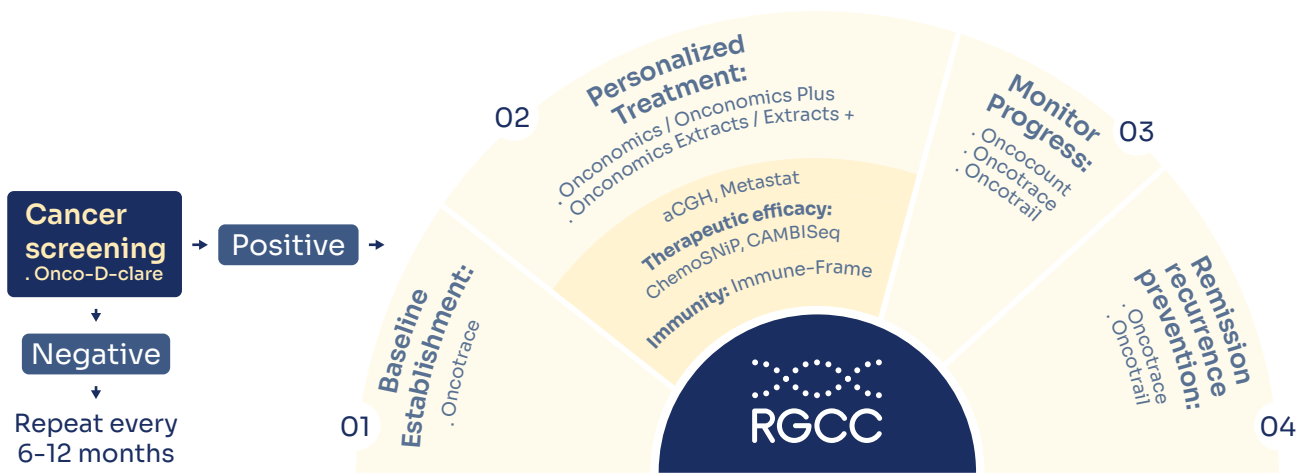 Cancer
screening
. Onco-D-clare
Positive
Negative
Repeat every
6-12 months
01
Baseline
Establishment:
. Oncotrace
02
Personalized
Treatment:
. Onconomics / Onconomics Plus
. Onconomics Extracts / Extracts +
aCGH, Metastat
Therapeutic efficacy:
ChemoSNiP, CAMBISeq
Immunity: Immune-Frame
03
Monitor
Progress:
. Oncocount
. Oncotrace
. Oncotrail
04
Remission
recurrence
prevention:
. Oncotrace
. Oncotrail
RGCC